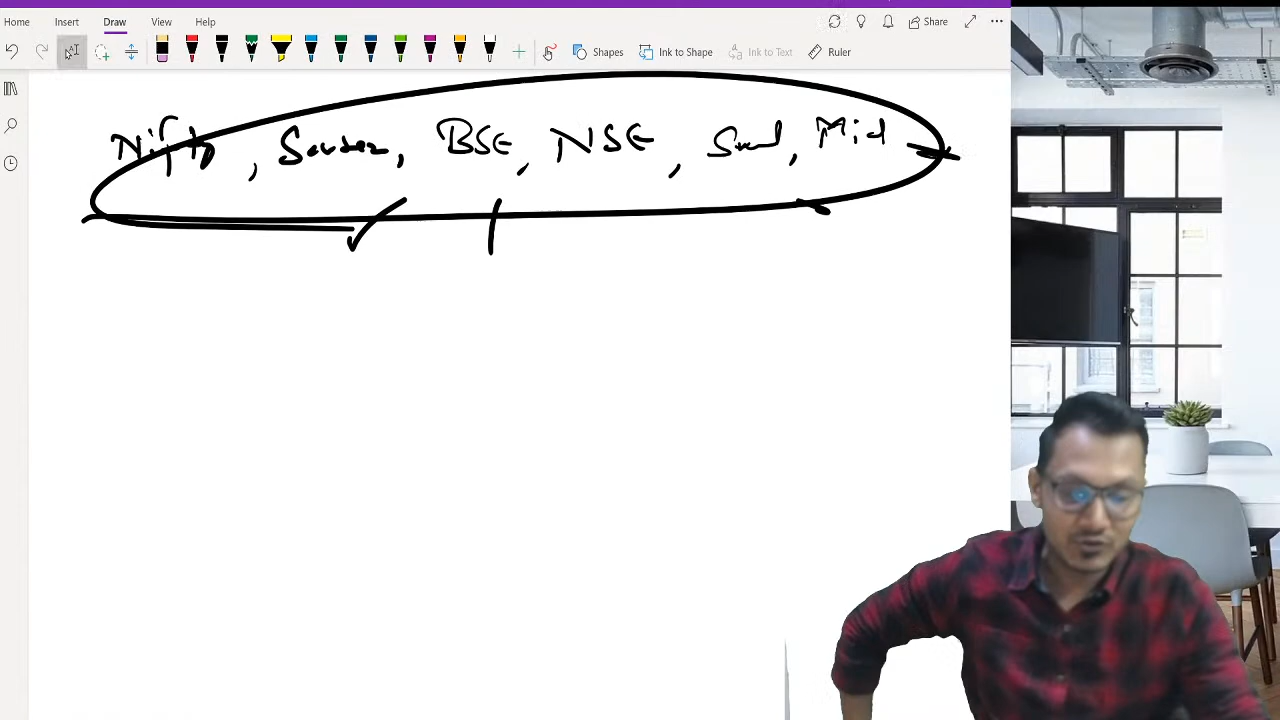 Home Insert Draw View Help Share
Shapes Ink to Shape Ink to Text Ruler
Nifty, Sensex, BSE, NSE, Small, Mid